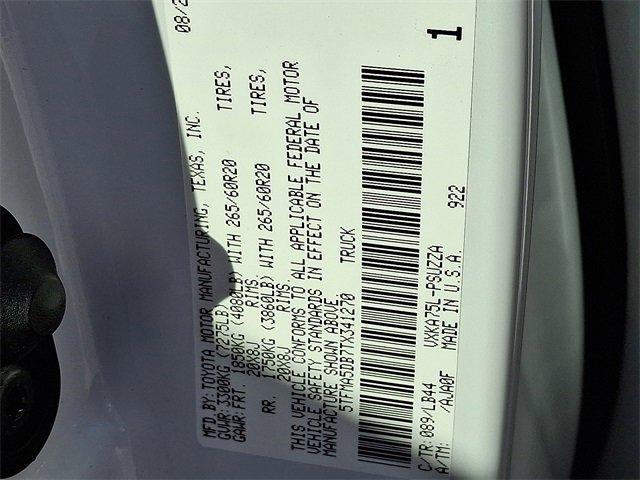 08/2
MFD BY: TOYOTA MOTOR MANUFACTURING, TEXAS, INC.
GVWR: 3300KG (7275LB)
GAWR: FRT. 1850KG (4080LB) WITH 265/60R20 TIRES,
20X8J RIMS
RR. 1750KG (3860LB) WITH 265/60R20 TIRES,
20X8J RIMS
THIS VEHICLE CONFORMS TO ALL APPLICABLE FEDERAL MOTOR
VEHICLE SAFETY STANDARDS IN EFFECT ON THE DATE OF
MANUFACTURE SHOWN ABOVE.
5TFMA5DB7TX341270 TRUCK
C/TR: 089/LB44 VXKA75L-PSUZZA
A/TM: /AJA0F MADE IN U.S.A. 922
1